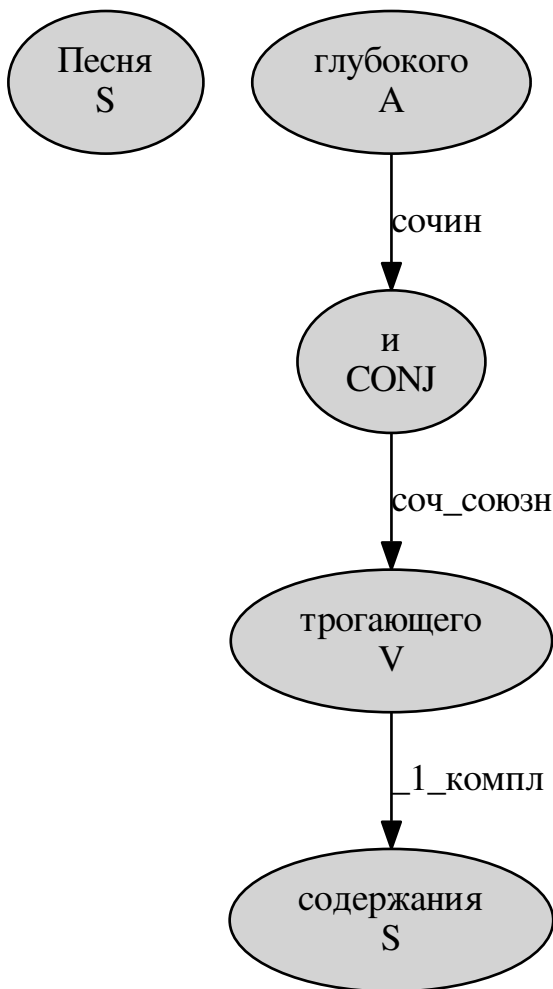 Песня
S
глубокого
A
сочин
и
CONJ
соч_союзн
трогающего
V
_1_компл
содержания
S